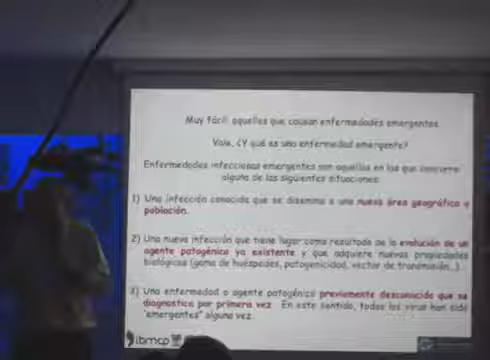 Muy fácil: aquellos que causan enfermedades emergentes.
Vale, ¿Y qué es una enfermedad emergente?
Enfermedades infecciosas emergentes son aquellas en las que concurre
alguna de las siguientes situaciones:
1) Una infección conocida que se disemina a una nueva área geográfica o
población.
2) Una nueva infección que tiene lugar como resultado de la evolución de un
agente patogénico ya existente y que adquiere nuevas propiedades
biológicas (gama de huéspedes, patogenicidad, vector de transmisión...)
3) Una enfermedad o agente patogénico previamente desconocido que se
diagnostica por primera vez. En este sentido, todos los virus han sido
"emergentes" alguna vez.
ibmcp